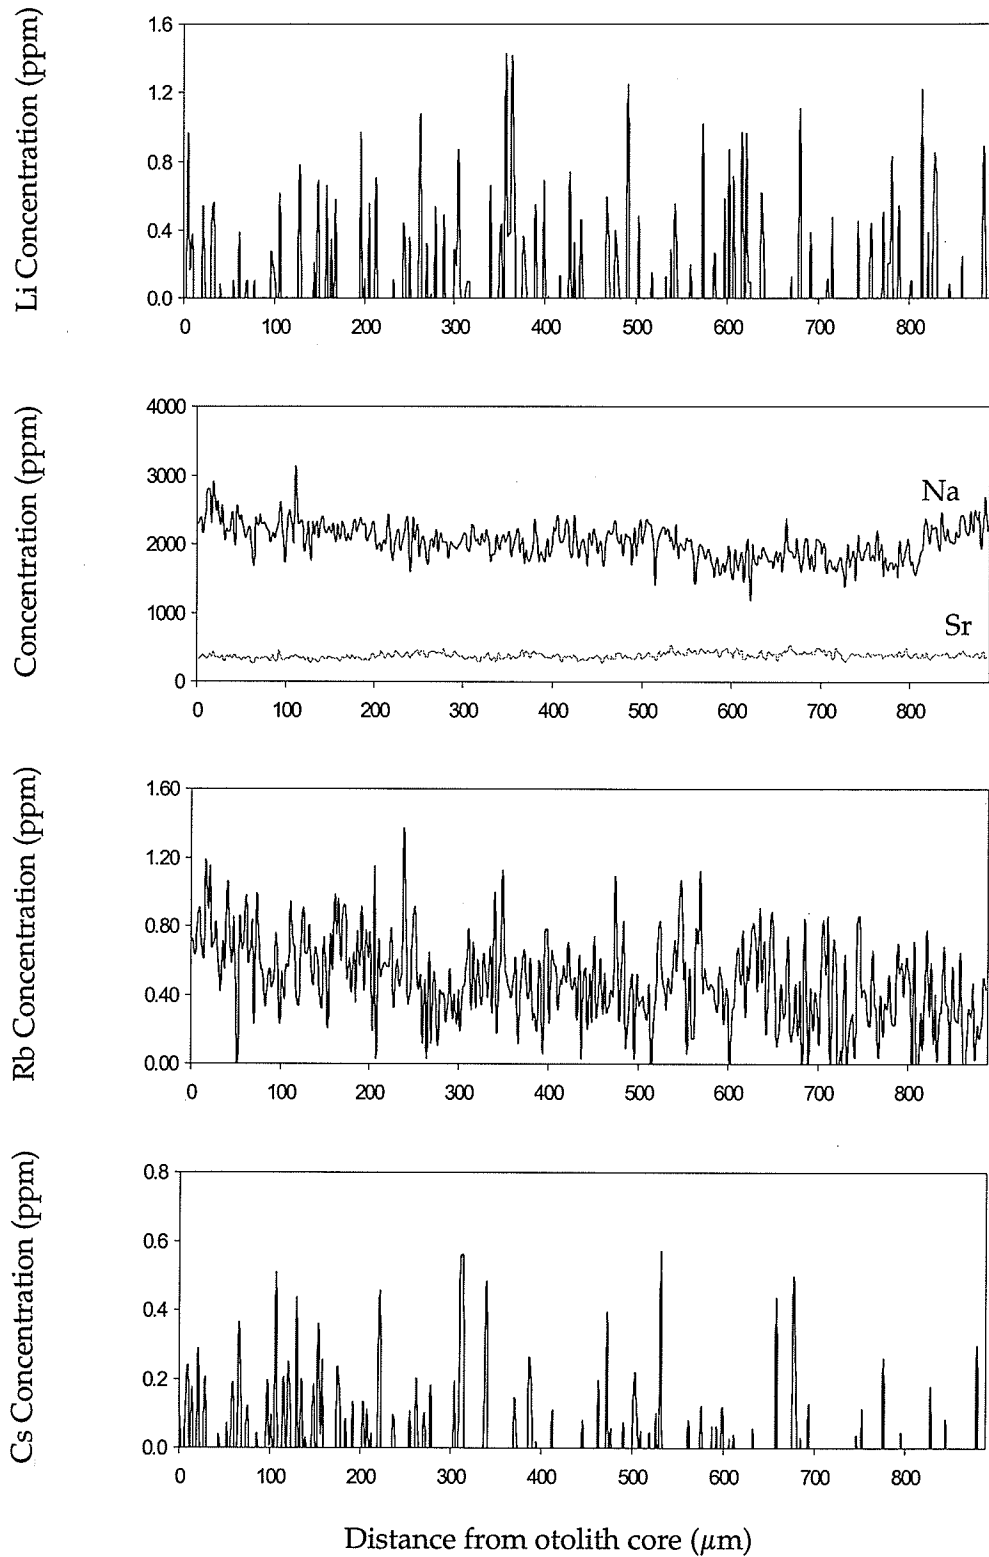 Li Concentration (ppm)
1.6
1.2
0.8
0.4
0.0
0 100 200 300 400 500 600 700 800
Concentration (ppm)
4000
3000
2000
1000
0
Na
Sr
0 100 200 300 400 500 600 700 800
Rb Concentration (ppm)
1.60
1.20
0.80
0.40
0.00
0 100 200 300 400 500 600 700 800
Cs Concentration (ppm)
0.8
0.6
0.4
0.2
0.0
0 100 200 300 400 500 600 700 800
Distance from otolith core (µm)